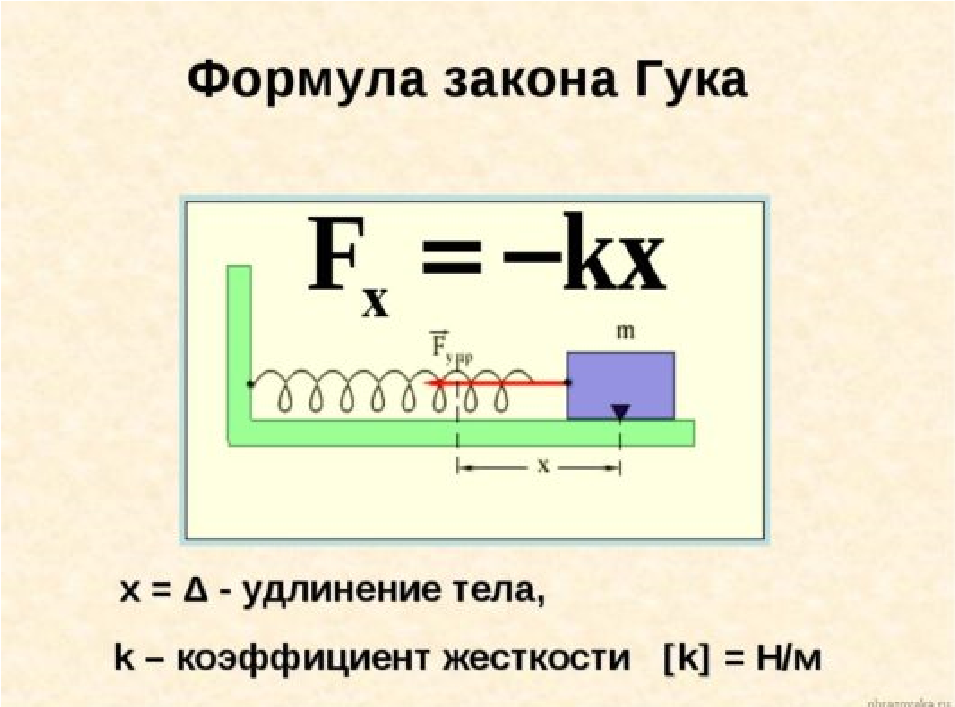 Формула закона Гука
Fx = −kx
m
F упр
x
x = Δ - удлинение тела,
k – коэффициент жесткости [k] = Н/м